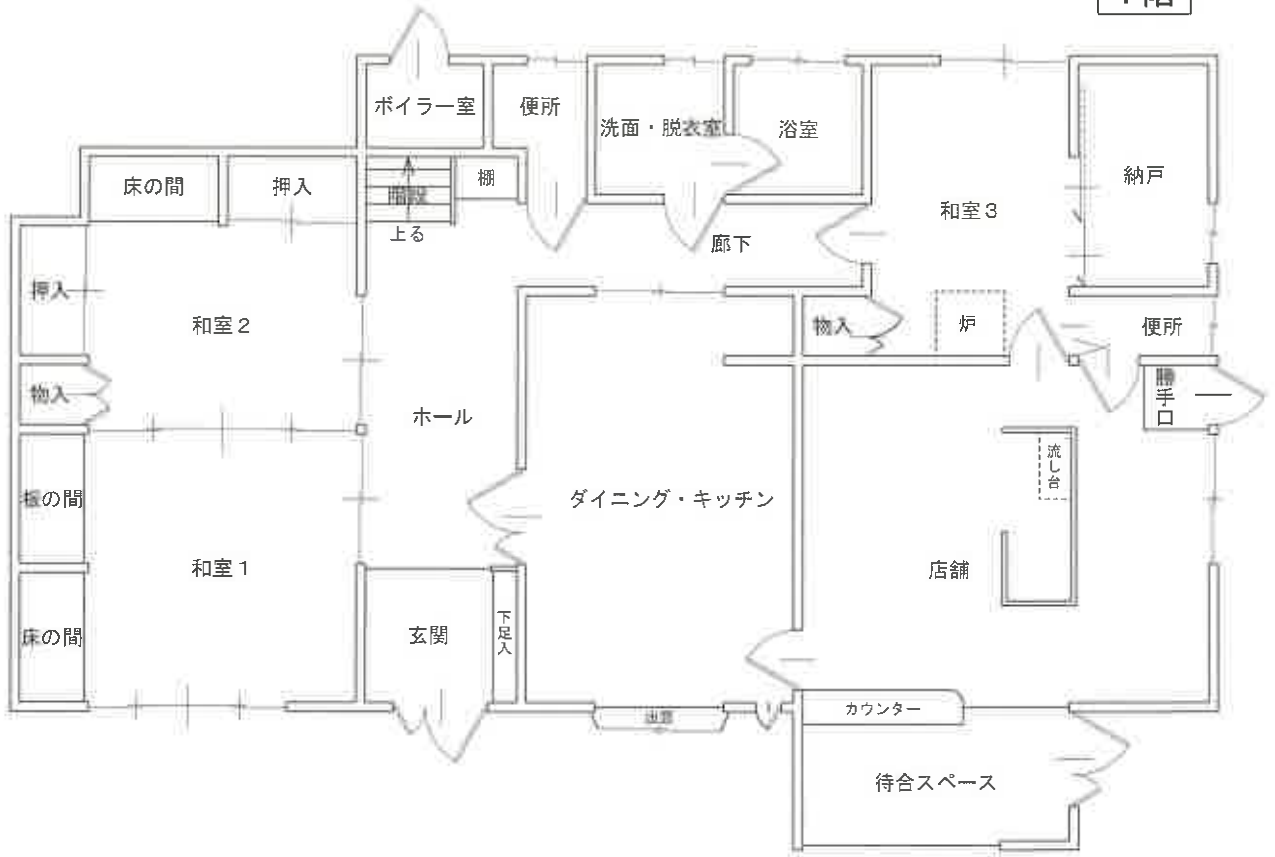 1階
ボイラー室
便所
洗面・脱衣室
浴室
納戸
床の間
押入
階段
棚
上る
和室3
廊下
押入
和室2
物入
炉
便所
物入
勝手口
ホール
流し台
板の間
ダイニング・キッチン
和室1
店舗
床の間
玄関
下足入
出窓
カウンター
待合スペース